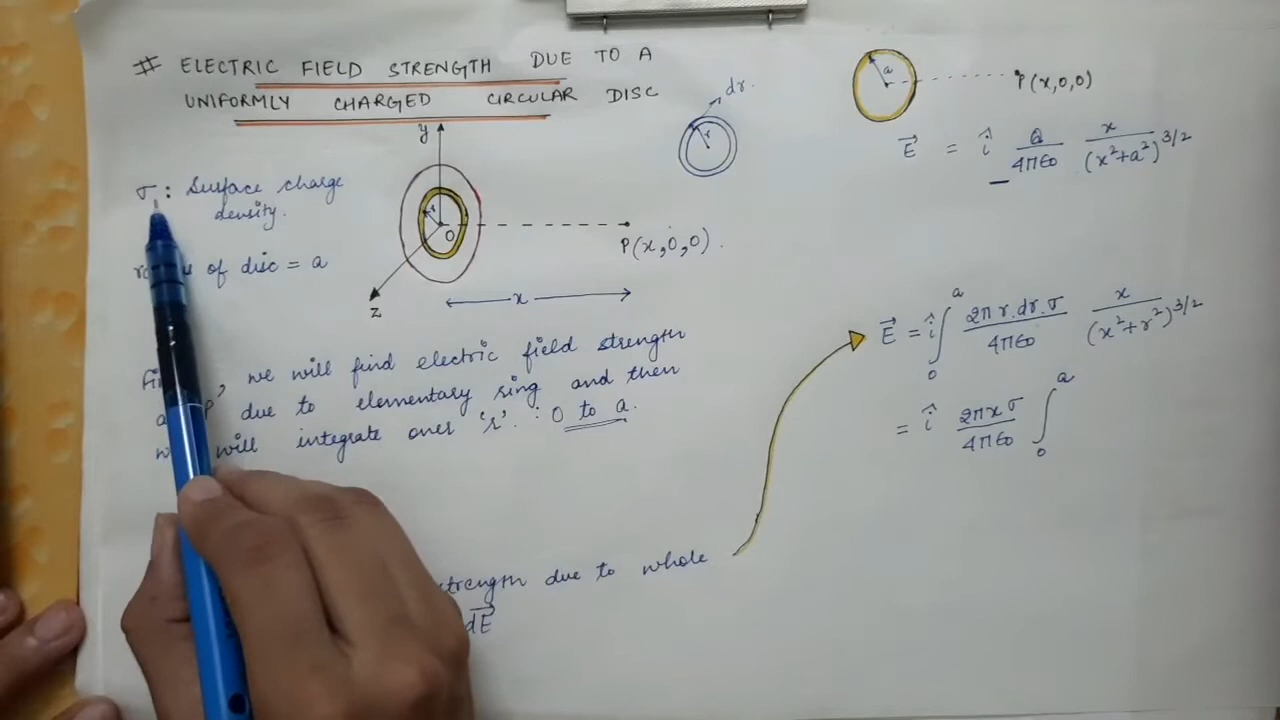 # ELECTRIC FIELD STRENGTH DUE TO A
UNIFORMLY CHARGED CIRCULAR DISC
σ : Surface charge
density.
of disc = a
y
r
O
z
P(x,0,0).
x
dr.
r
we will find electric field strength
due to elementary ring and then
will integrate over 'r' : 0 to a.
strength due to whole
dE⃗
a
P(x,0,0)
E⃗ = î Q/4πϵ0 x/(x²+a²)^3/2
E⃗ = î ∫₀ᵃ 2πr.dr.σ/4πϵ0 x/(x²+r²)^3/2
= î 2πxσ/4πϵ0 ∫₀ᵃ